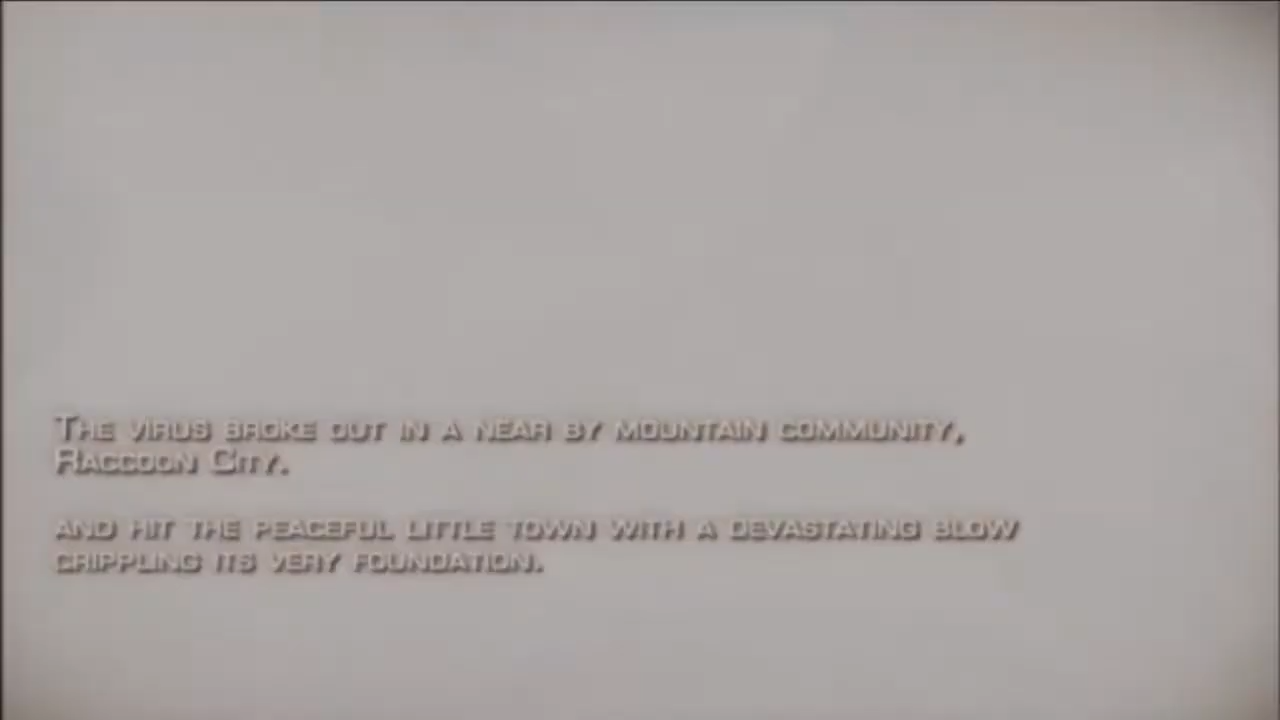 The virus broke out in a near by mountain community,
Raccoon City.
and hit the peaceful little town with a devastating blow
crippling its very foundation.